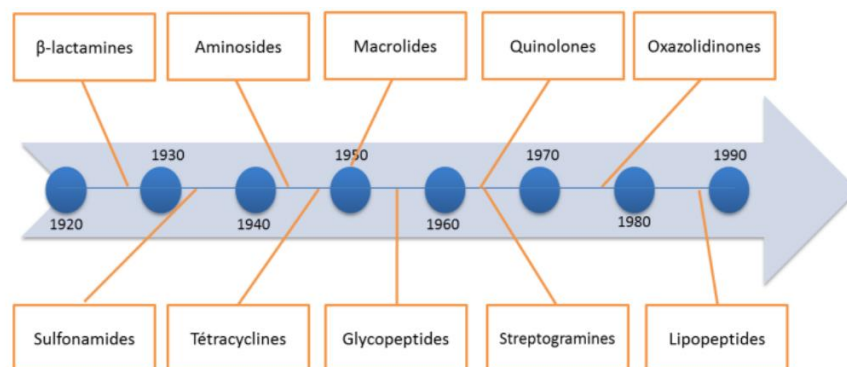 β-lactamines
Aminosides
Macrolides
Quinolones
Oxazolidinones
1930
1950
1970
1990
1920
1940
1960
1980
Sulfonamides
Tétracyclines
Glycopeptides
Streptogramines
Lipopeptides